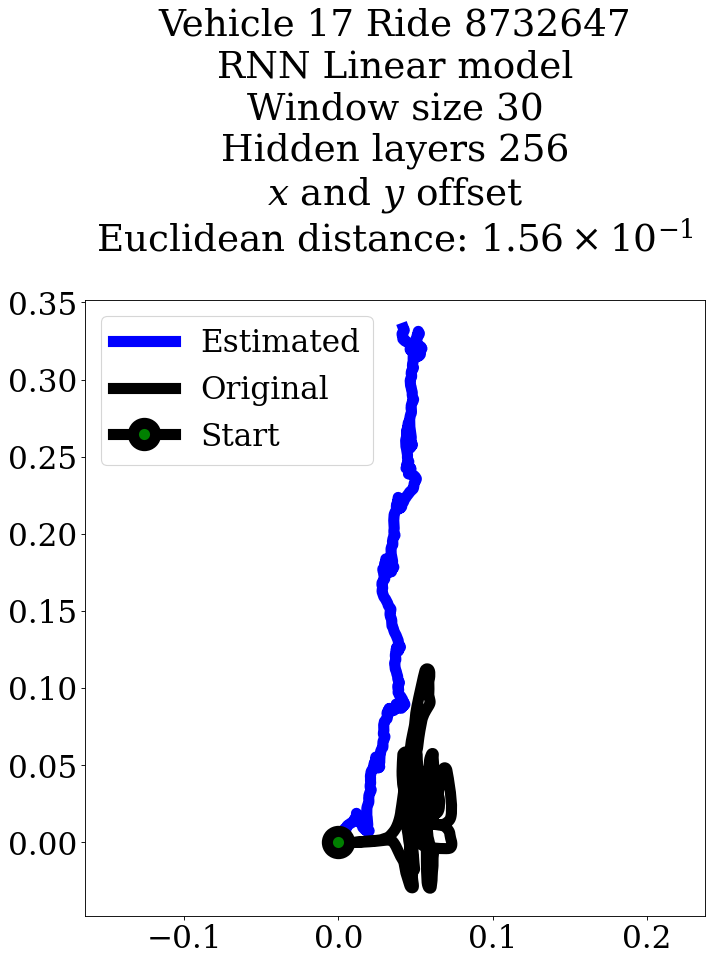 Vehicle 17 Ride 8732647
RNN Linear model
Window size 30
Hidden layers 256
x and y offset
Euclidean distance: 1.56 × 10⁻¹
0.35
0.30
0.25
0.20
0.15
0.10
0.05
0.00
Estimated
Original
Start
−0.1 0.0 0.1 0.2